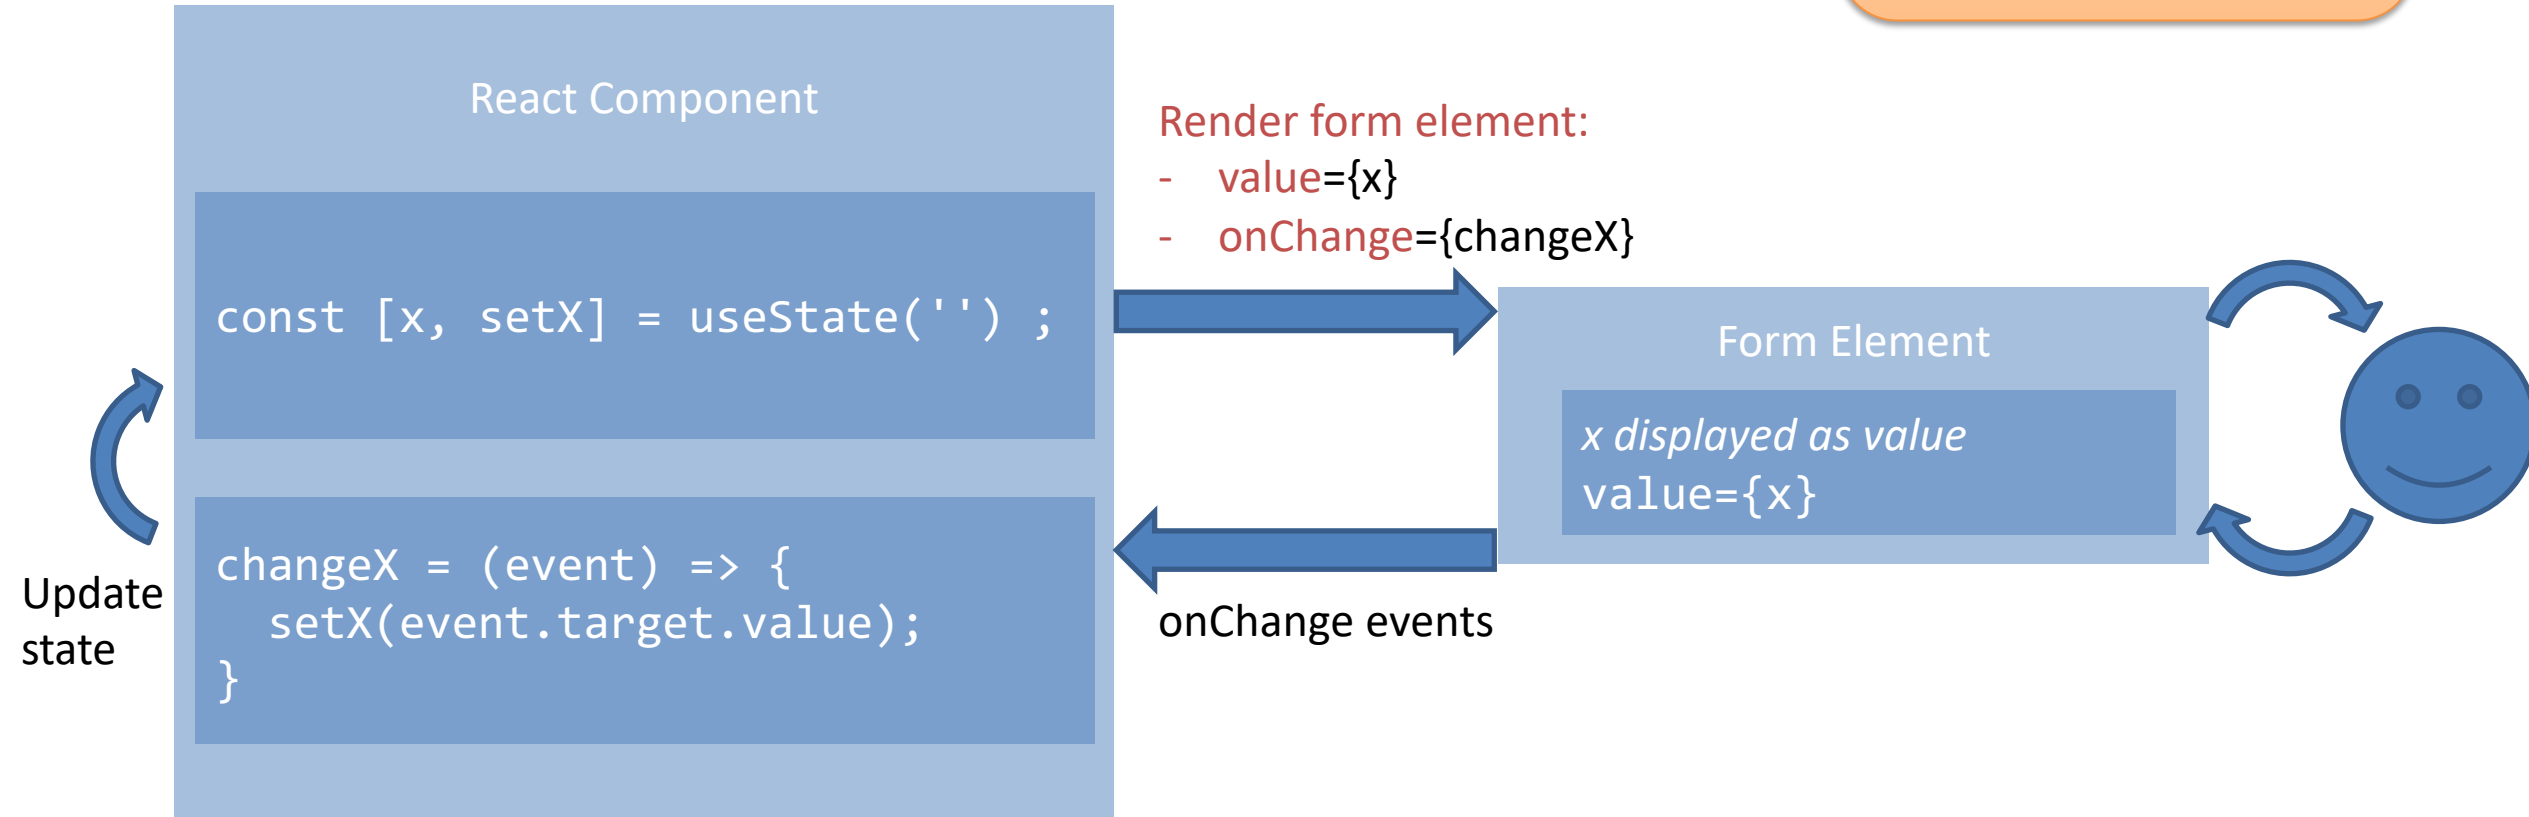 React Component
const [x, setX] = useState('') ;
changeX = (event) => {
  setX(event.target.value);
}
Update
state
Render form element:
- value={x}
- onChange={changeX}
onChange events
Form Element
x displayed as value
value={x}